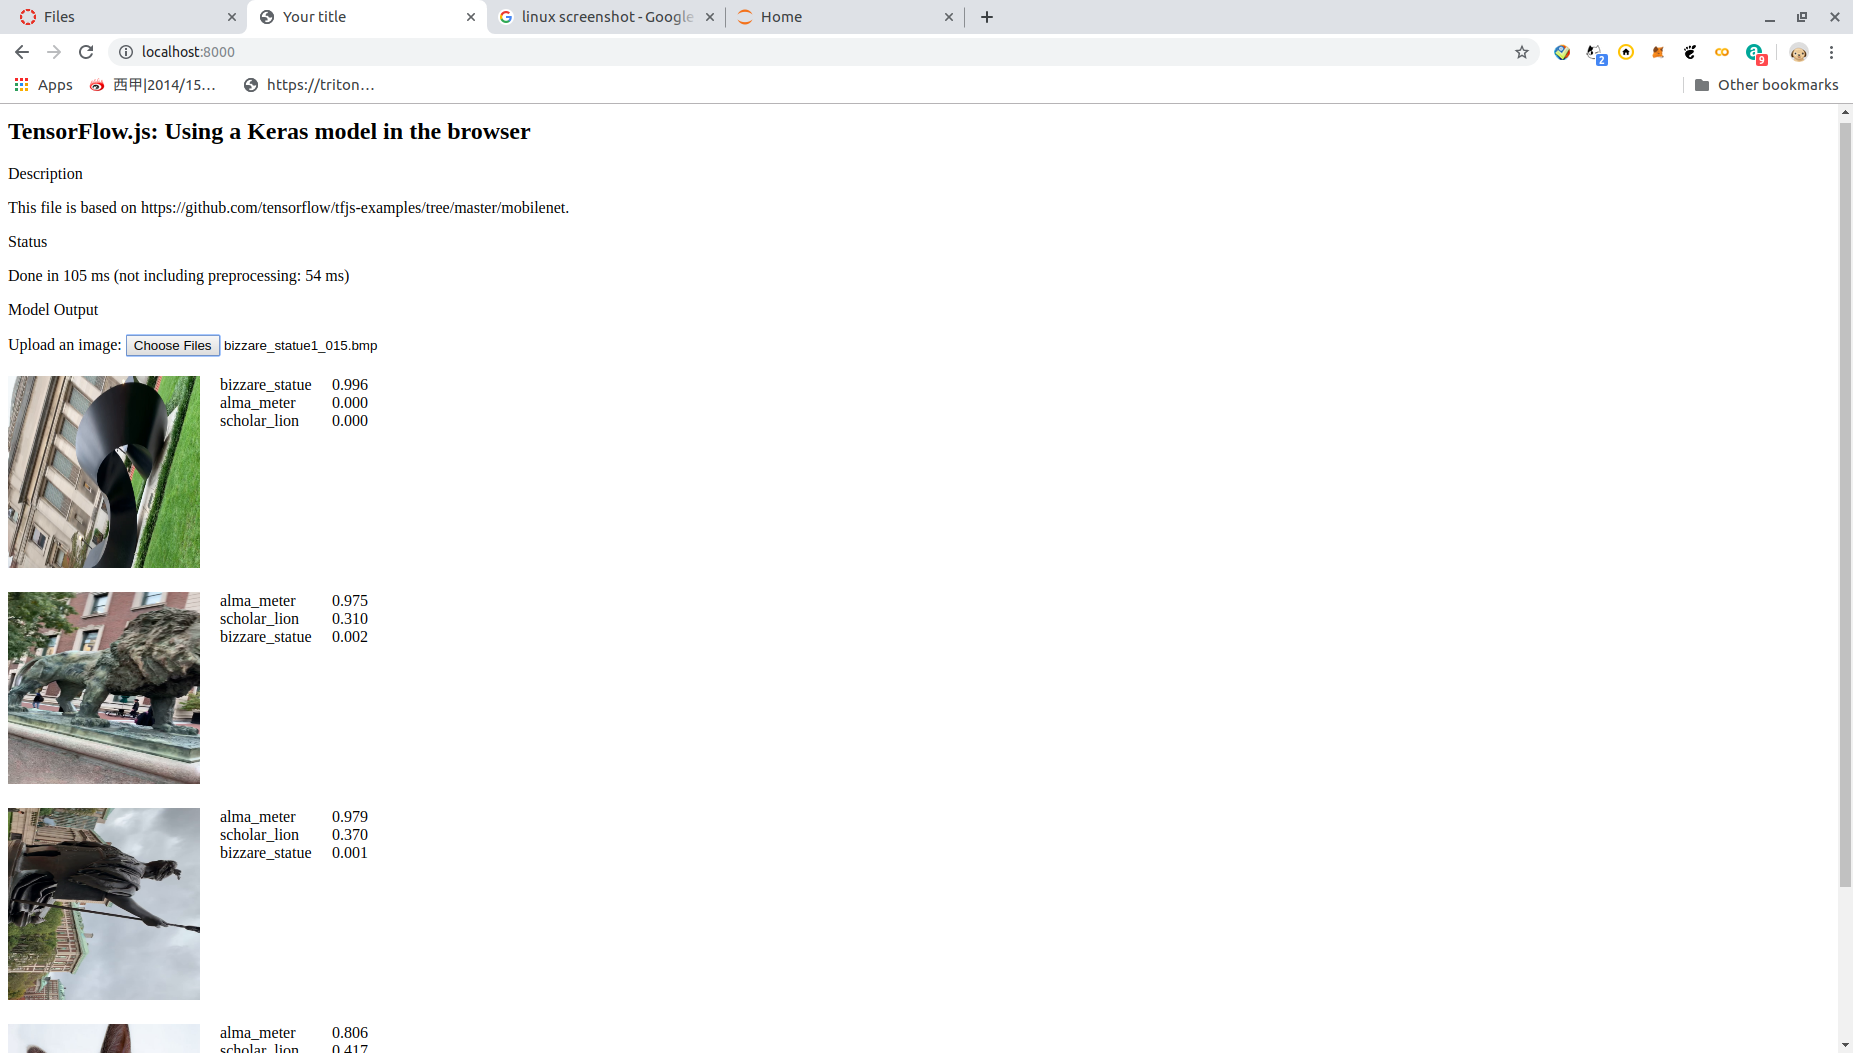 Files
Your title
linux screenshot - Google
Home
localhost:8000
2
9
Apps
西甲|2014/15…
https://triton…
Other bookmarks
TensorFlow.js: Using a Keras model in the browser
Description
This file is based on https://github.com/tensorflow/tfjs-examples/tree/master/mobilenet.
Status
Done in 105 ms (not including preprocessing: 54 ms)
Model Output
Upload an image: Choose Files bizzare_statue1_015.bmp
bizzare_statue 0.996
alma_meter 0.000
scholar_lion 0.000
alma_meter 0.975
scholar_lion 0.310
bizzare_statue 0.002
alma_meter 0.979
scholar_lion 0.370
bizzare_statue 0.001
alma_meter 0.806
scholar_lion 0.417